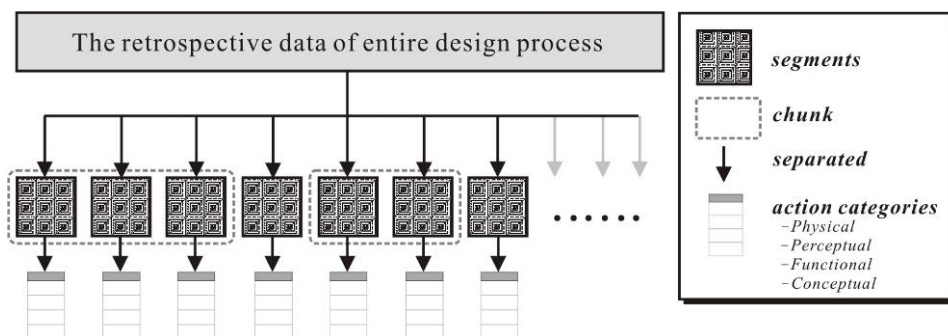 The retrospective data of entire design process
segments
chunk
separated
action categories
-Physical
-Perceptual
-Functional
-Conceptual